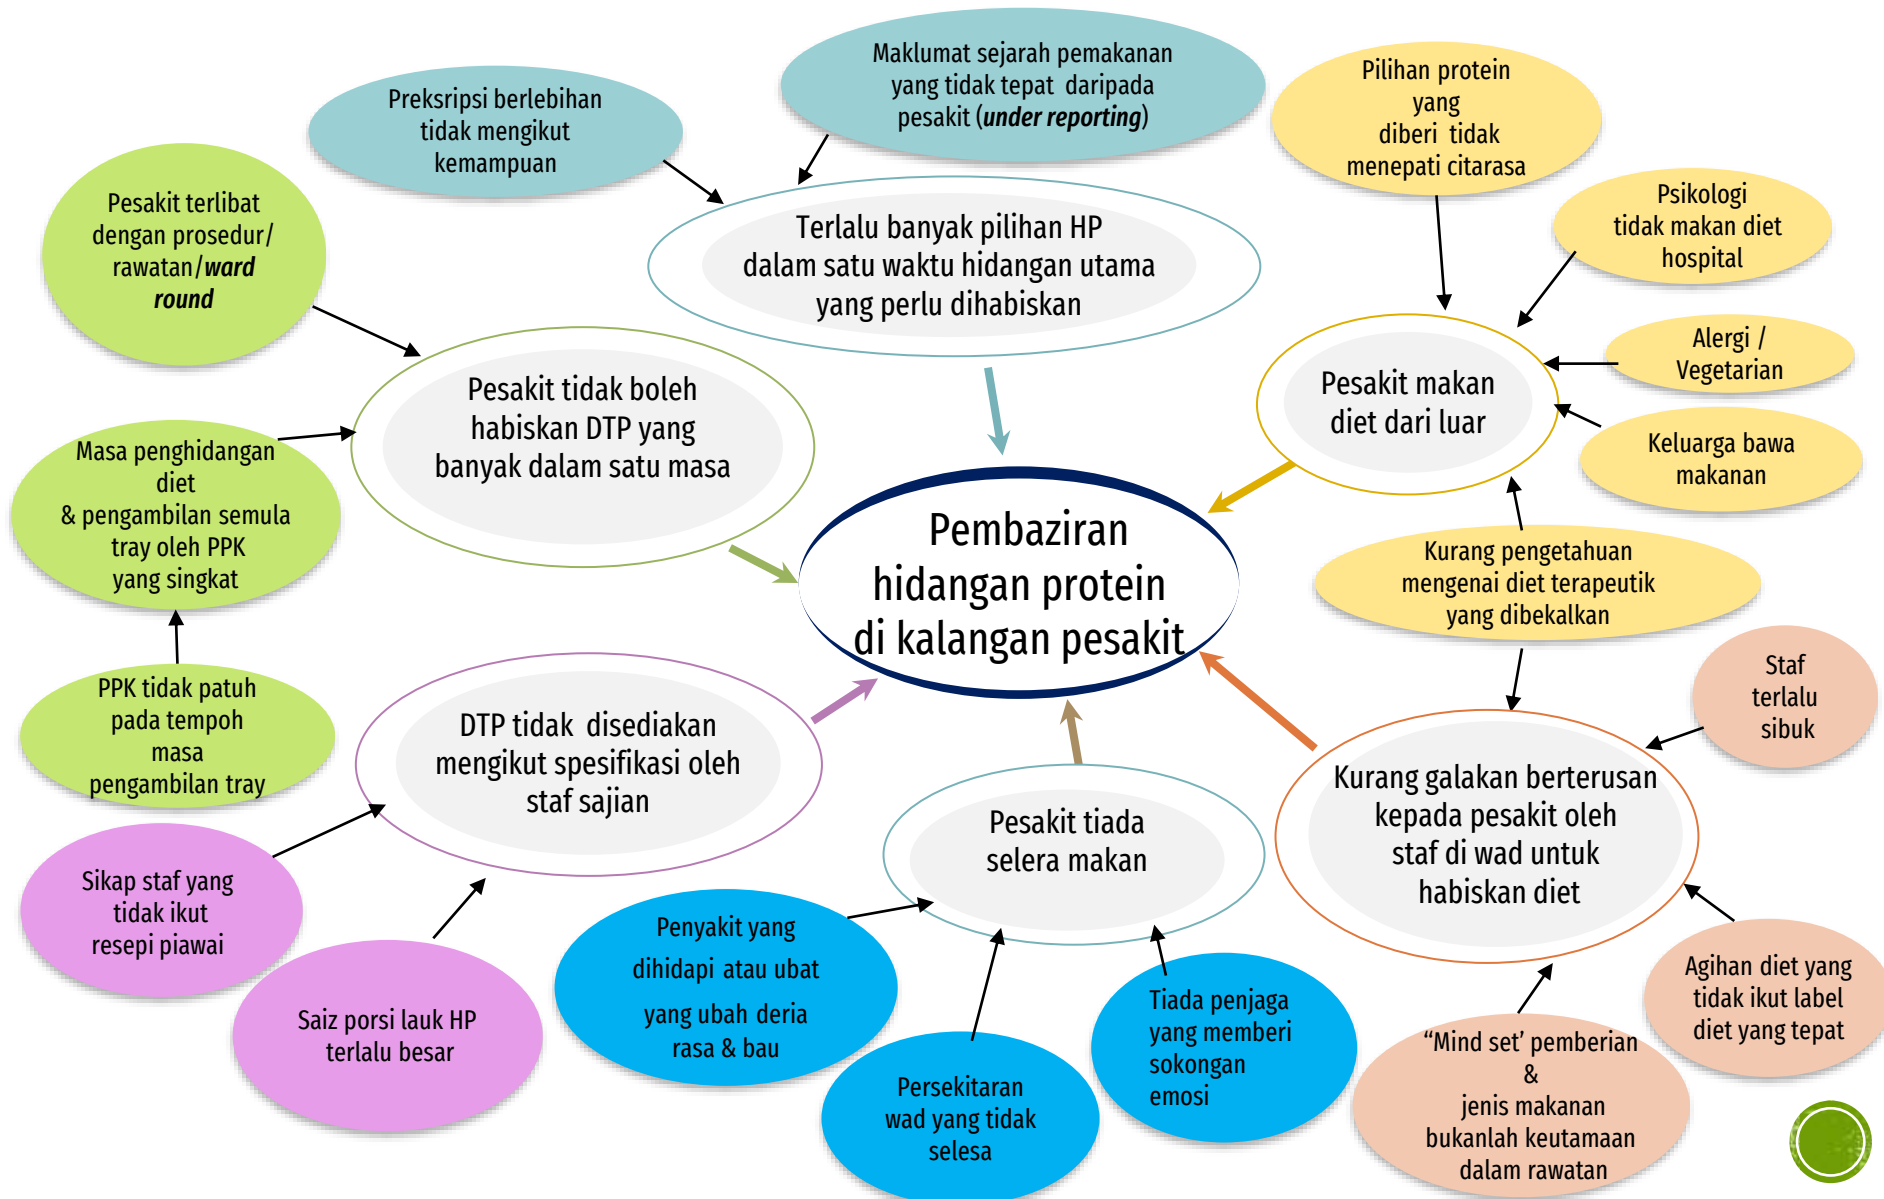 Maklumat sejarah pemakanan
yang tidak tepat daripada
pesakit (under reporting)
Preksripsi berlebihan
tidak mengikut
kemampuan
Pilihan protein
yang
diberi tidak
menepati citarasa
Pesakit terlibat
dengan prosedur/
rawatan/ward
round
Psikologi
tidak makan diet
hospital
Terlalu banyak pilihan HP
dalam satu waktu hidangan utama
yang perlu dihabiskan
Alergi /
Vegetarian
Pesakit makan
diet dari luar
Pesakit tidak boleh
habiskan DTP yang
banyak dalam satu masa
Masa penghidangan
diet
& pengambilan semula
tray oleh PPK
yang singkat
Keluarga bawa
makanan
Pembaziran
hidangan protein
di kalangan pesakit
Kurang pengetahuan
mengenai diet terapeutik
yang dibekalkan
PPK tidak patuh
pada tempoh
masa
pengambilan tray
DTP tidak disediakan
mengikut spesifikasi oleh
staf sajian
Staf
terlalu
sibuk
Kurang galakan berterusan
kepada pesakit oleh
staf di wad untuk
habiskan diet
Pesakit tiada
selera makan
Sikap staf yang
tidak ikut
resepi piawai
Saiz porsi lauk HP
terlalu besar
Penyakit yang
dihidapi atau ubat
yang ubah deria
rasa & bau
Persekitaran
wad yang tidak
selesa
Tiada penjaga
yang memberi
sokongan
emosi
Agihan diet yang
tidak ikut label
diet yang tepat
“Mind set’ pemberian
&
jenis makanan
bukanlah keutamaan
dalam rawatan